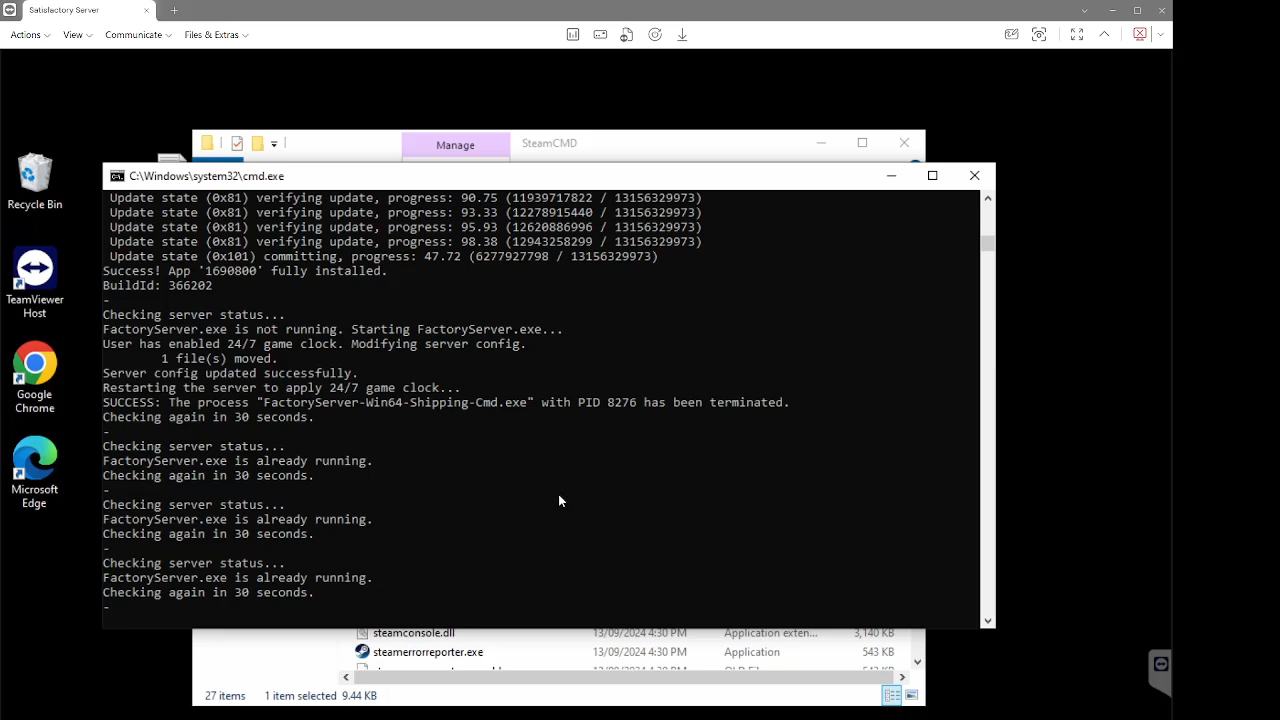 Satisfactory Server
Actions
View
Communicate
Files & Extras
Manage
SteamCMD
C:\Windows\system32\cmd.exe
Update state (0x81) verifying update, progress: 90.75 (11939717822 / 13156329973)
Update state (0x81) verifying update, progress: 93.33 (12278915440 / 13156329973)
Update state (0x81) verifying update, progress: 95.93 (12620886996 / 13156329973)
Update state (0x81) verifying update, progress: 98.38 (12943258299 / 13156329973)
Update state (0x101) committing, progress: 47.72 (6277927798 / 13156329973)
Success! App '1690800' fully installed.
BuildId: 366202
-
Checking server status...
FactoryServer.exe is not running. Starting FactoryServer.exe...
User has enabled 24/7 game clock. Modifying server config.
1 file(s) moved.
Server config updated successfully.
Restarting the server to apply 24/7 game clock...
SUCCESS: The process "FactoryServer-Win64-Shipping-Cmd.exe" with PID 8276 has been terminated.
Checking again in 30 seconds.
-
Checking server status...
FactoryServer.exe is already running.
Checking again in 30 seconds.
-
Checking server status...
FactoryServer.exe is already running.
Checking again in 30 seconds.
-
Checking server status...
FactoryServer.exe is already running.
Checking again in 30 seconds.
-
Recycle Bin
TeamViewer
Host
Google
Chrome
Microsoft
Edge
steamconsole.dll 13/09/2024 4:30 PM Application exten... 3,140 KB
steamerrorreporter.exe 13/09/2024 4:30 PM Application 543 KB
27 items 1 item selected 9.44 KB